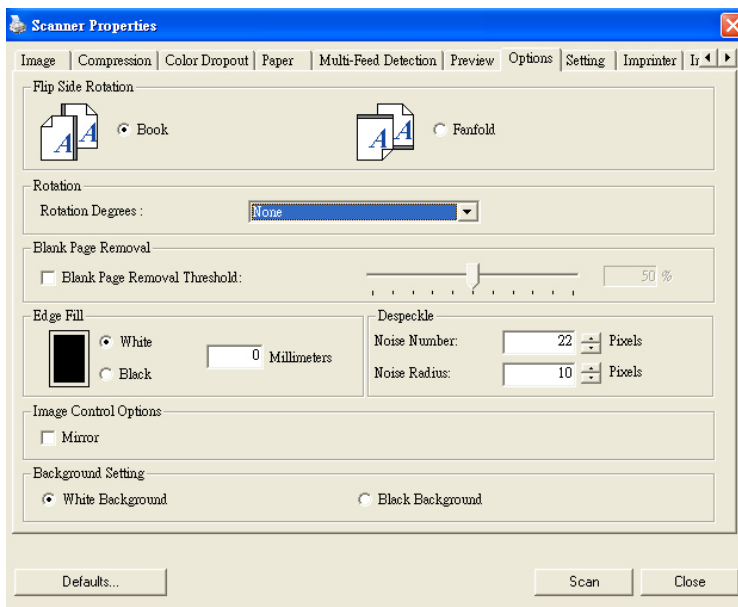 Scanner Properties
Image Compression Color Dropout Paper Multi-Feed Detection Preview Options Setting Imprinter
Flip Side Rotation
A A Book A A Fanfold
Rotation
Rotation Degrees : None
Blank Page Removal
Blank Page Removal Threshold: 50 %
Edge Fill Despeckle
White 0 Millimeters Noise Number: 22 Pixels
Black Noise Radius: 10 Pixels
Image Control Options
Mirror
Background Setting
White Background Black Background
Defaults... Scan Close